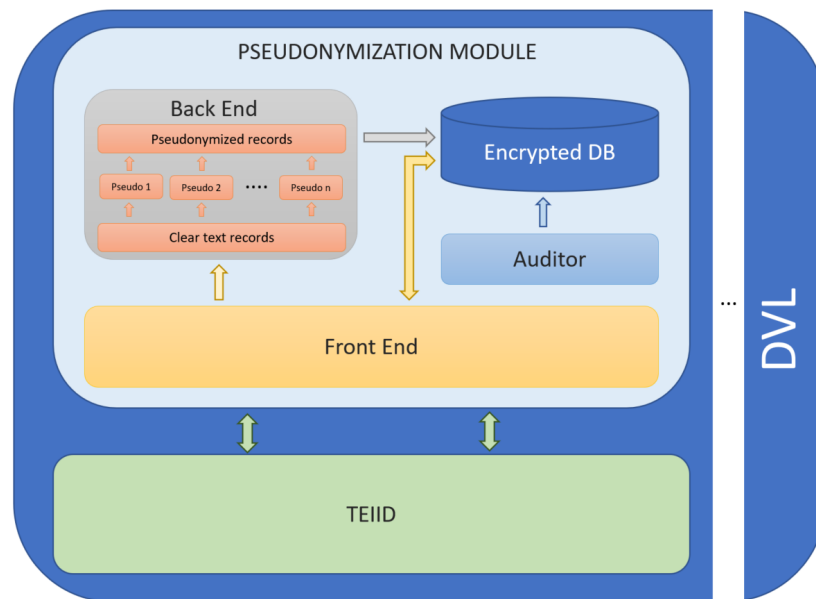 PSEUDONYMIZATION MODULE
Back End
Pseudonymized records
Pseudo 1
Pseudo 2
....
Pseudo n
Clear text records
Encrypted DB
Auditor
Front End
TEIID
...
DVL